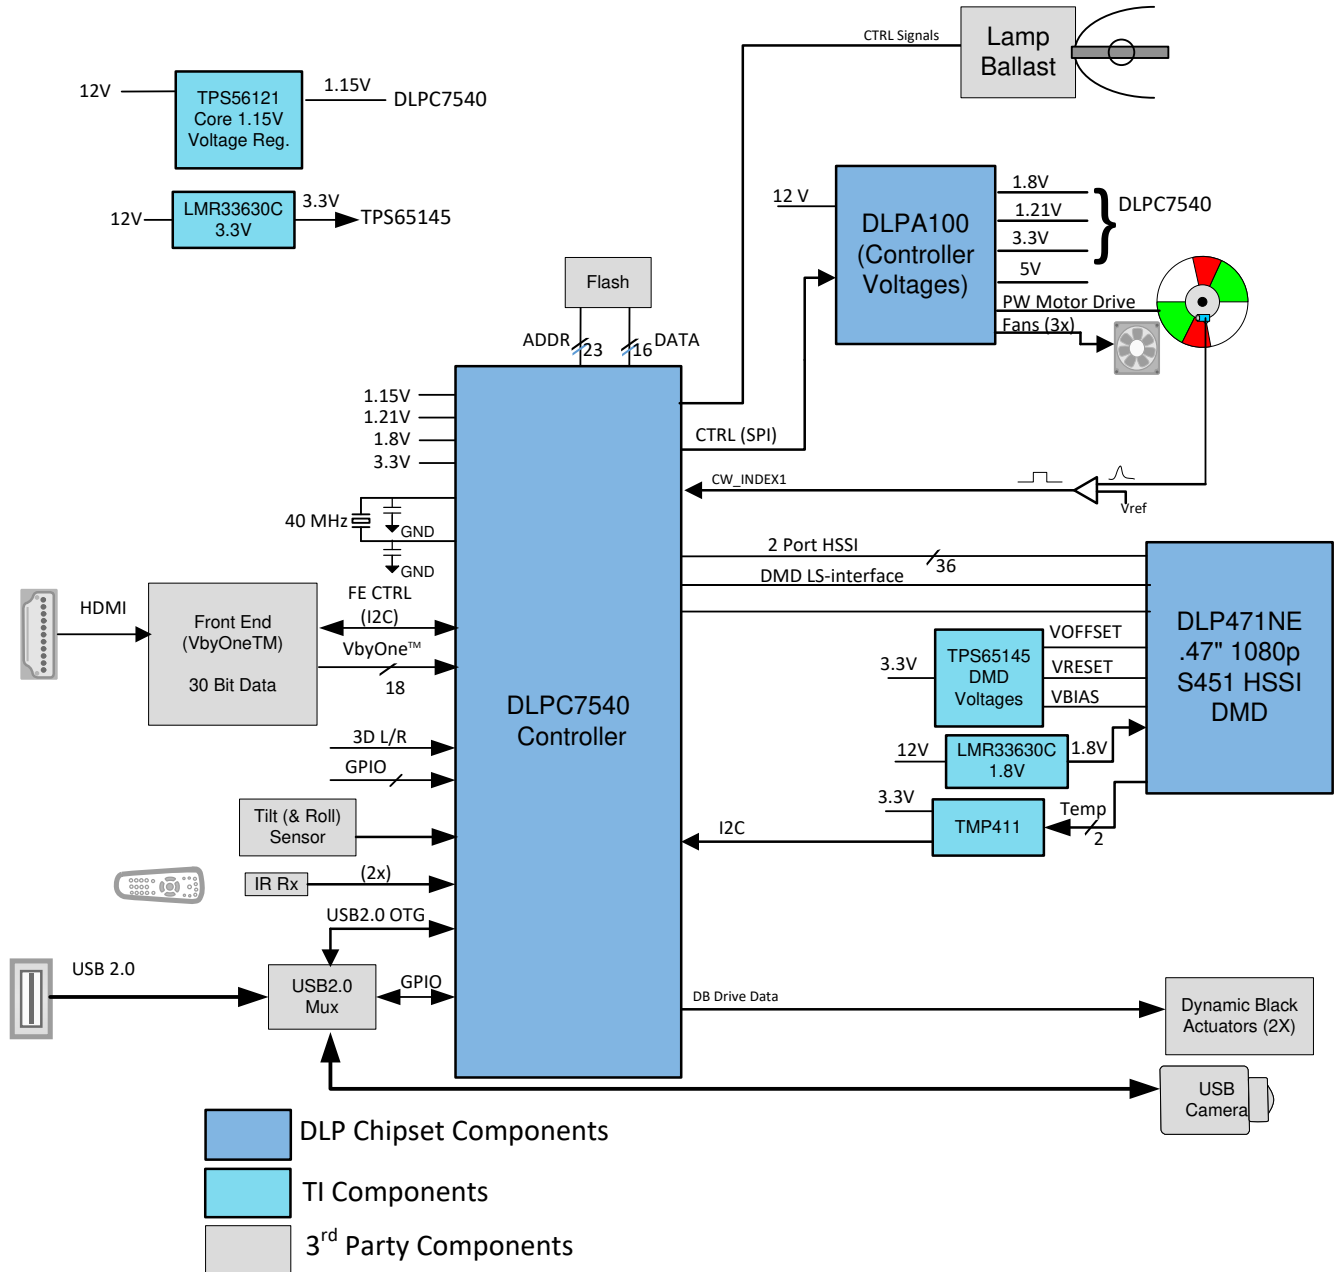 CTRL Signals
Lamp
Ballast
12V
TPS56121
Core 1.15V
Voltage Reg.
1.15V
DLPC7540
12V
LMR33630C
3.3V
3.3V
TPS65145
12 V
DLPA100
(Controller
Voltages)
1.8V
1.21V
3.3V
5V
DLPC7540
PW Motor Drive
Fans (3x)
Flash
ADDR
23
16
DATA
1.15V
1.21V
1.8V
3.3V
40 MHz
GND
GND
CTRL (SPI)
CW_INDEX1
Vref
2 Port HSSI
36
DMD LS-interface
HDMI
Front End
(VbyOneTM)
30 Bit Data
FE CTRL
(I2C)
VbyOne™
18
DLPC7540
Controller
DLP471NE
.47" 1080p
S451 HSSI
DMD
3.3V
TPS65145
DMD
Voltages
VOFFSET
VRESET
VBIAS
12V
LMR33630C
1.8V
1.8V
3.3V
TMP411
Temp
2
I2C
3D L/R
GPIO
Tilt (& Roll)
Sensor
IR Rx
(2x)
USB2.0 OTG
USB 2.0
USB2.0
Mux
GPIO
DB Drive Data
Dynamic Black
Actuators (2X)
USB
Camera
DLP Chipset Components
TI Components
3rd Party Components